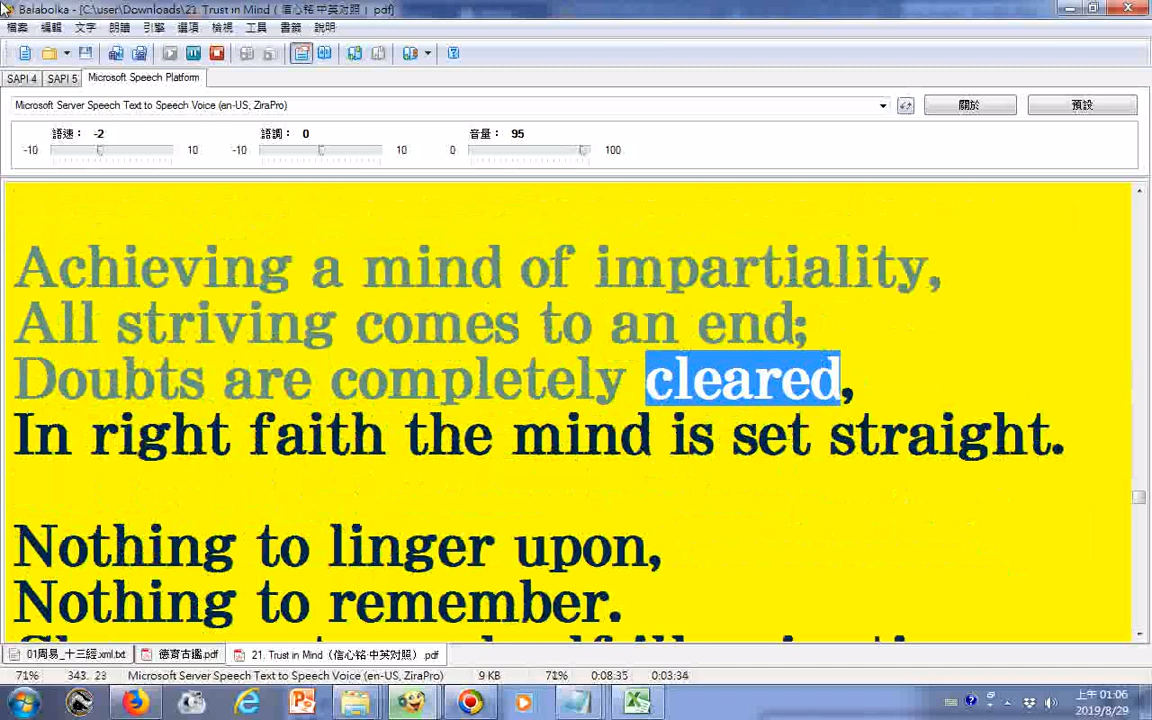 Balabolka - [C:\user\Downloads\21. Trust in Mind（信心铭·中英对照）.pdf]
檔案 編輯 文字 朗讀 引擎 選項 檢視 工具 書籤 說明
SAPI 4 SAPI 5 Microsoft Speech Platform
Microsoft Server Speech Text to Speech Voice (en-US, ZiraPro) 關於 預設
語速： -2 語調： 0 音量： 95
-10 10 -10 10 0 100
Achieving a mind of impartiality,
All striving comes to an end;
Doubts are completely cleared,
In right faith the mind is set straight.
Nothing to linger upon,
Nothing to remember.
01周易_十三經.xml.txt 德育古鑑.pdf 21. Trust in Mind（信心铭·中英对照）.pdf
71% 343. 23 Microsoft Server Speech Text to Speech Voice (en-US, ZiraPro) 9 KB 71% 0:08:35 0:03:34
上午 01:06
2019/8/29